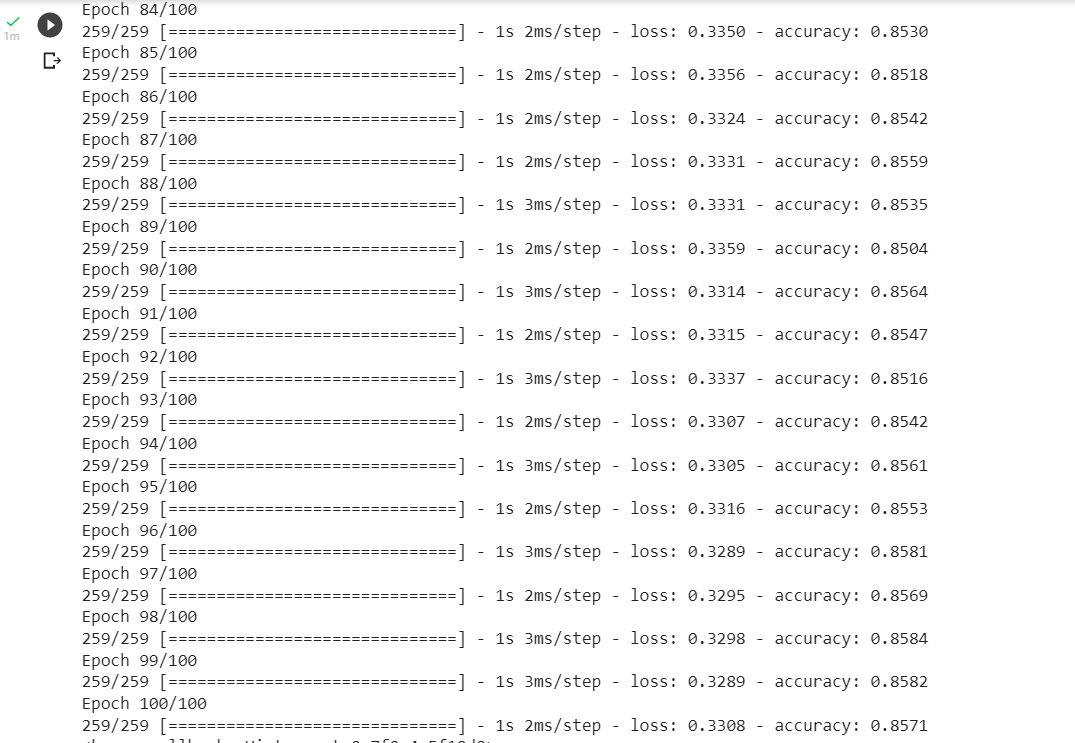 Epoch 84/100
1m
259/259 [==============================] - 1s 2ms/step - loss: 0.3350 - accuracy: 0.8530
Epoch 85/100
259/259 [==============================] - 1s 2ms/step - loss: 0.3356 - accuracy: 0.8518
Epoch 86/100
259/259 [==============================] - 1s 2ms/step - loss: 0.3324 - accuracy: 0.8542
Epoch 87/100
259/259 [==============================] - 1s 2ms/step - loss: 0.3331 - accuracy: 0.8559
Epoch 88/100
259/259 [==============================] - 1s 3ms/step - loss: 0.3331 - accuracy: 0.8535
Epoch 89/100
259/259 [==============================] - 1s 2ms/step - loss: 0.3359 - accuracy: 0.8504
Epoch 90/100
259/259 [==============================] - 1s 3ms/step - loss: 0.3314 - accuracy: 0.8564
Epoch 91/100
259/259 [==============================] - 1s 2ms/step - loss: 0.3315 - accuracy: 0.8547
Epoch 92/100
259/259 [==============================] - 1s 3ms/step - loss: 0.3337 - accuracy: 0.8516
Epoch 93/100
259/259 [==============================] - 1s 2ms/step - loss: 0.3307 - accuracy: 0.8542
Epoch 94/100
259/259 [==============================] - 1s 3ms/step - loss: 0.3305 - accuracy: 0.8561
Epoch 95/100
259/259 [==============================] - 1s 2ms/step - loss: 0.3316 - accuracy: 0.8553
Epoch 96/100
259/259 [==============================] - 1s 3ms/step - loss: 0.3289 - accuracy: 0.8581
Epoch 97/100
259/259 [==============================] - 1s 2ms/step - loss: 0.3295 - accuracy: 0.8569
Epoch 98/100
259/259 [==============================] - 1s 3ms/step - loss: 0.3298 - accuracy: 0.8584
Epoch 99/100
259/259 [==============================] - 1s 3ms/step - loss: 0.3289 - accuracy: 0.8582
Epoch 100/100
259/259 [==============================] - 1s 2ms/step - loss: 0.3308 - accuracy: 0.8571